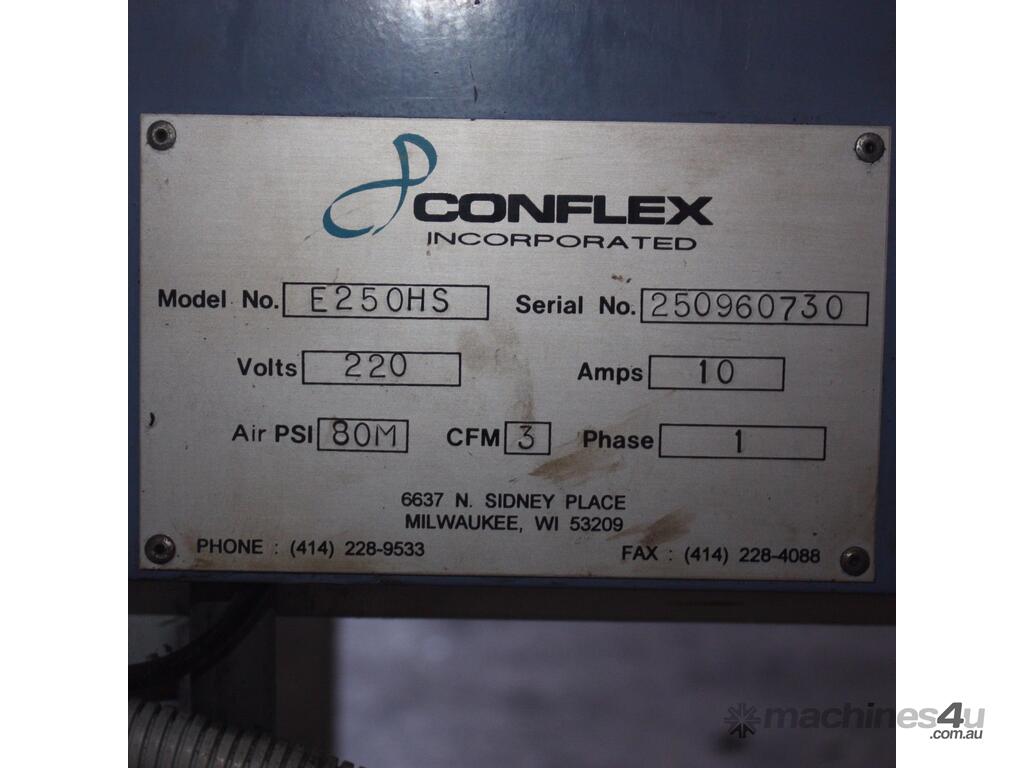 CONFLEX
INCORPORATED
Model No. E250HS Serial No. 250960730
Volts 220 Amps 10
Air PSI 80M CFM 3 Phase 1
6637 N. SIDNEY PLACE
MILWAUKEE, WI 53209
PHONE : (414) 228-9533 FAX : (414) 228-4088
machines4u
.com.au